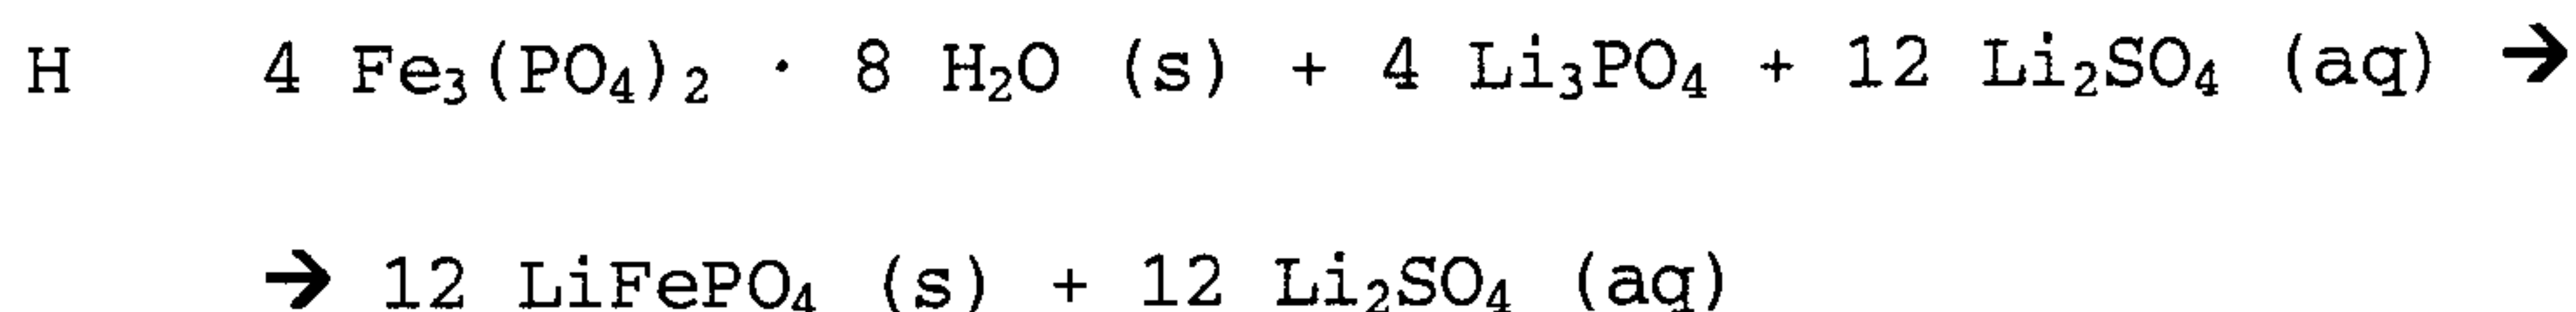 H 4 Fe₃(PO₄)₂ · 8 H₂O (s) + 4 Li₃PO₄ + 12 Li₂SO₄ (aq) →
→ 12 LiFePO₄ (s) + 12 Li₂SO₄ (aq)